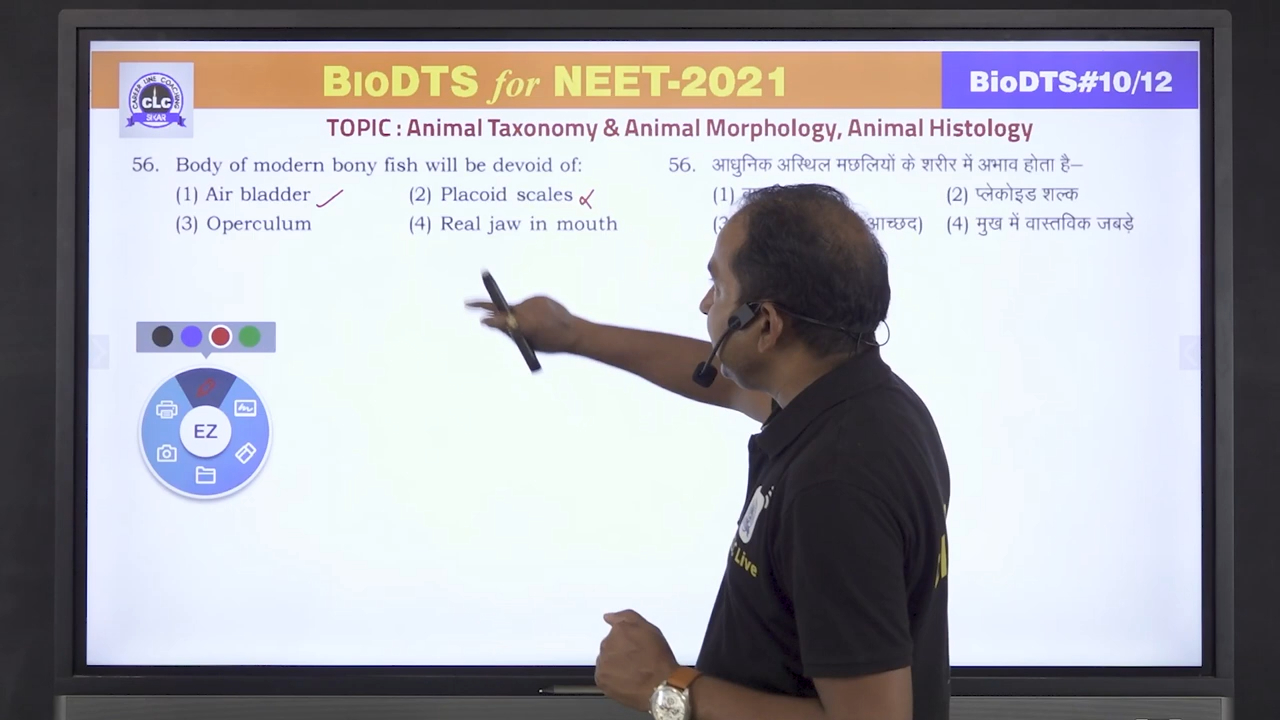 BIODTS for NEET-2021
BIODTS#10/12
CAREER LINE COACHING
CLC
SIKAR
TOPIC : Animal Taxonomy & Animal Morphology, Animal Histology
56. Body of modern bony fish will be devoid of:
(1) Air bladder (2) Placoid scales
(3) Operculum (4) Real jaw in mouth
56. आधुनिक अस्थिल मछलियों के शरीर में अभाव होता है–
(1) (2) प्लेकोइड शल्क
(4) मुख में वास्तविक जबड़े
EZ
Live